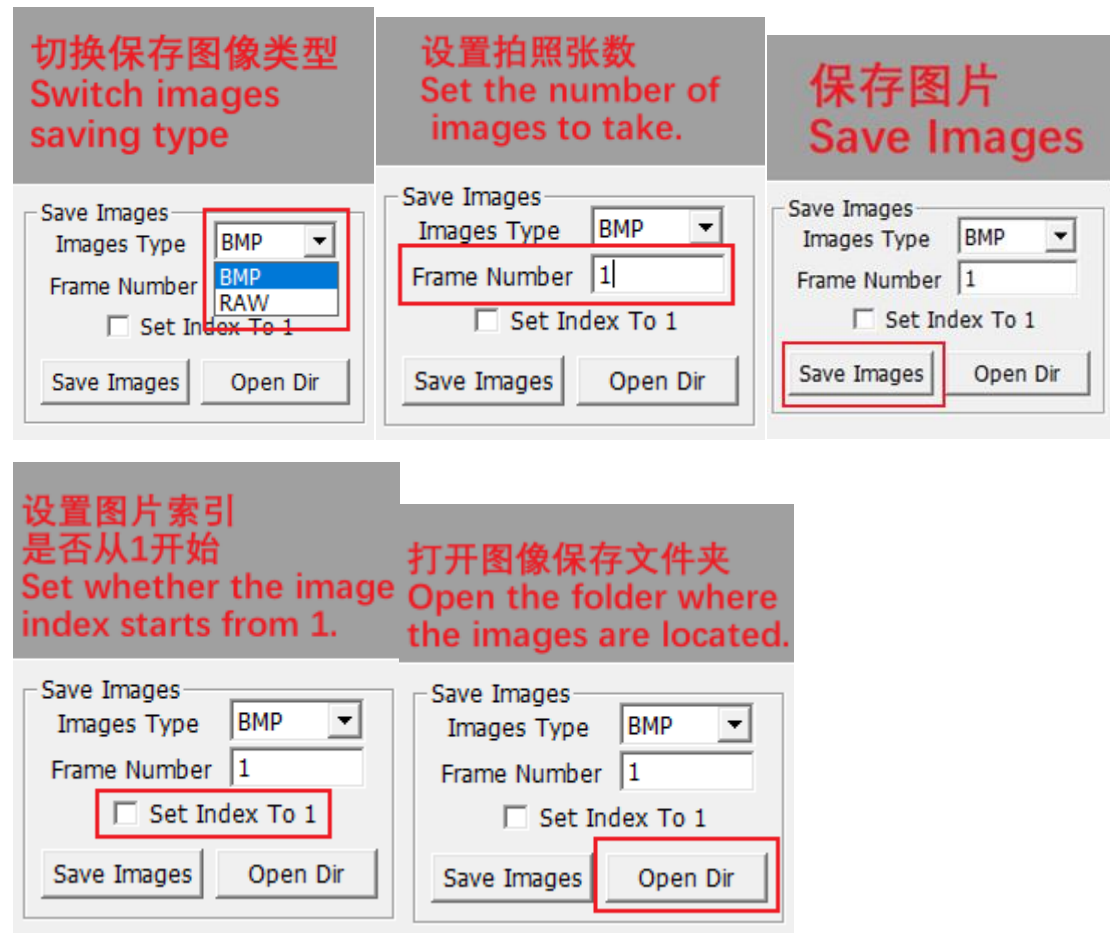 切换保存图像类型
Switch images
saving type
Save Images
Images Type BMP
BMP
Frame Number
RAW
Set Index To 1
Save Images Open Dir
设置拍照张数
Set the number of
images to take.
Save Images
Images Type BMP
Frame Number 1
Set Index To 1
Save Images Open Dir
保存图片
Save Images
Save Images
Images Type BMP
Frame Number 1
Set Index To 1
Save Images Open Dir
设置图片索引
是否从1开始
Set whether the image
index starts from 1.
Save Images
Images Type BMP
Frame Number 1
Set Index To 1
Save Images Open Dir
打开图像保存文件夹
Open the folder where
the images are located.
Save Images
Images Type BMP
Frame Number 1
Set Index To 1
Save Images Open Dir